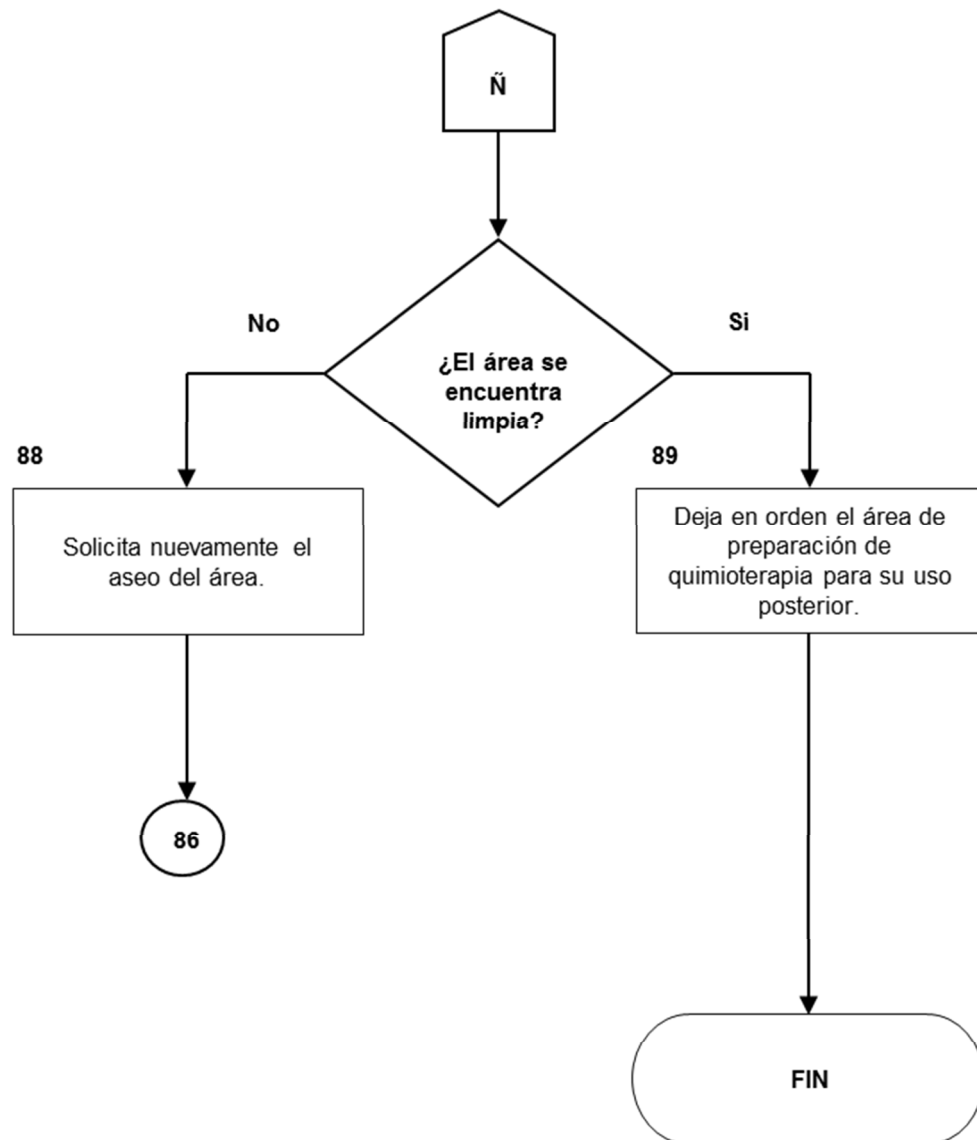 Ñ
No
Si
¿El área se
encuentra
limpia?
88
89
Solicita nuevamente el
aseo del área.
Deja en orden el área de
preparación de
quimioterapia para su uso
posterior.
86
FIN